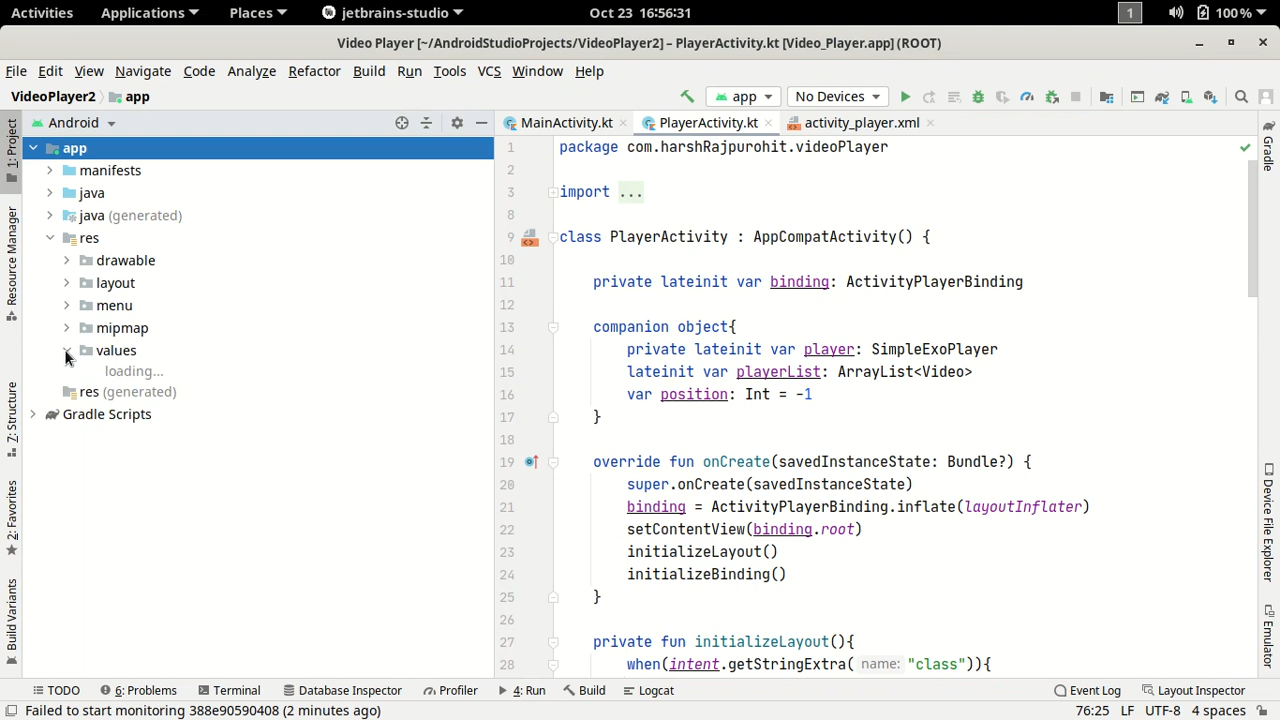 Activities Applications Places jetbrains-studio Oct 23 16:56:31 1 100%
Video Player [~/AndroidStudioProjects/VideoPlayer2] – PlayerActivity.kt [Video_Player.app] (ROOT)
File Edit View Navigate Code Analyze Refactor Build Run Tools VCS Window Help
VideoPlayer2 app app No Devices
Android MainActivity.kt PlayerActivity.kt activity_player.xml
app
manifests
java
java (generated)
res
drawable
layout
menu
mipmap
values
loading...
res (generated)
Gradle Scripts
1: Project
Resource Manager
Z: Structure
2: Favorites
Build Variants
1 package com.harshRajpurohit.videoPlayer
2
3 import ...
8
9 class PlayerActivity : AppCompatActivity() {
10
11 private lateinit var binding: ActivityPlayerBinding
12
13 companion object{
14 private lateinit var player: SimpleExoPlayer
15 lateinit var playerList: ArrayList<Video>
16 var position: Int = -1
17 }
18
19 override fun onCreate(savedInstanceState: Bundle?) {
20 super.onCreate(savedInstanceState)
21 binding = ActivityPlayerBinding.inflate(layoutInflater)
22 setContentView(binding.root)
23 initializeLayout()
24 initializeBinding()
25 }
26
27 private fun initializeLayout(){
28 when(intent.getStringExtra( name: "class")){
Gradle
Device File Explorer
Emulator
TODO 6: Problems Terminal Database Inspector Profiler 4: Run Build Logcat Event Log Layout Inspector
Failed to start monitoring 388e90590408 (2 minutes ago) 76:25 LF UTF-8 4 spaces